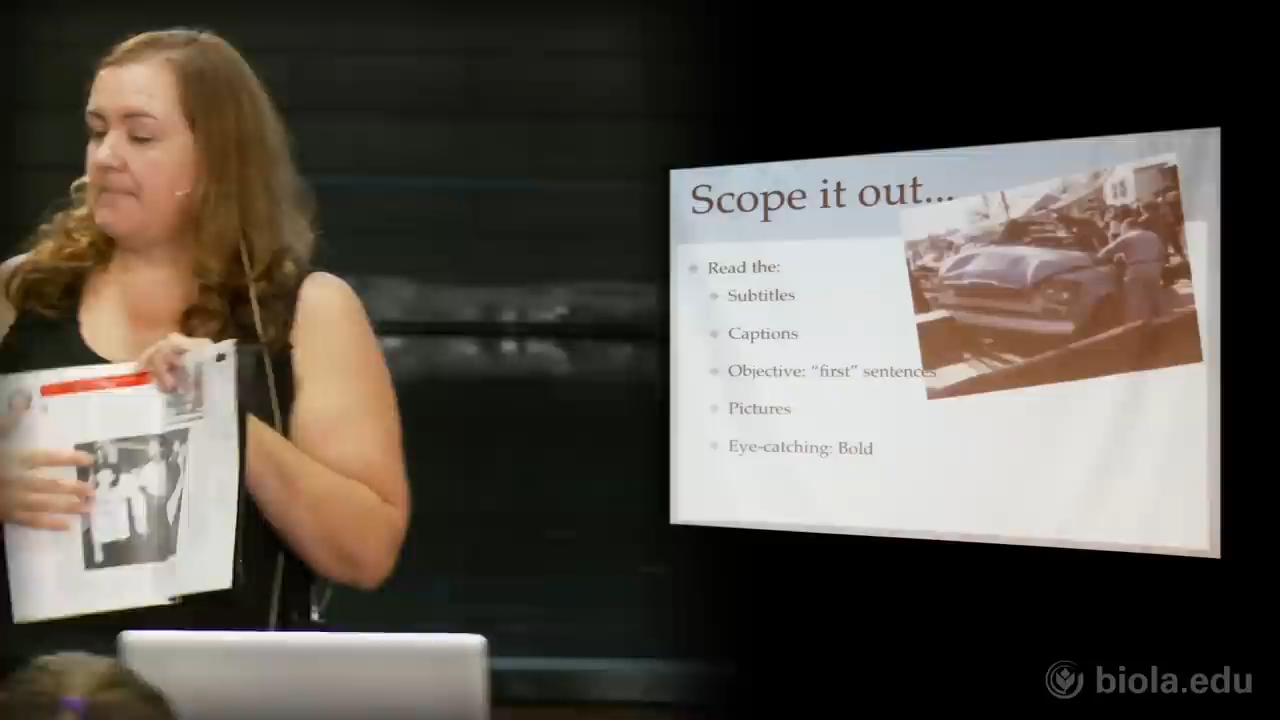 Scope it out...
Read the:
Subtitles
Captions
Objective: “first” sentences
Pictures
Eye-catching: Bold
biola.edu